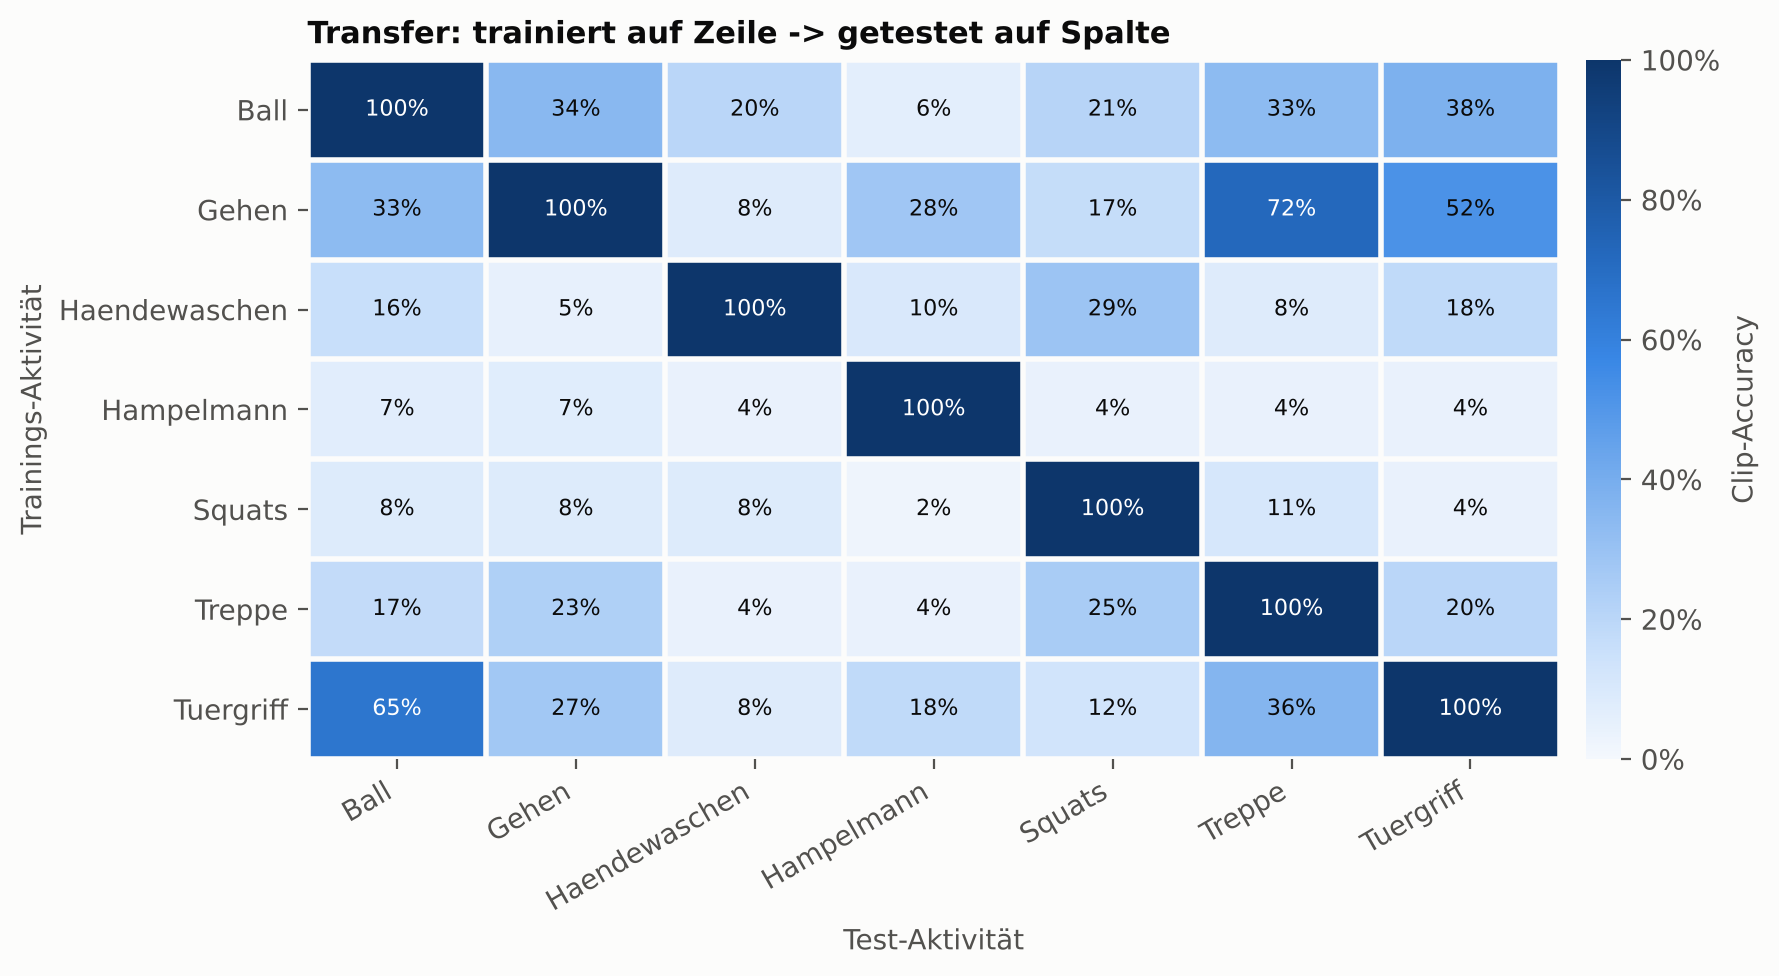 Transfer: trainiert auf Zeile -> getestet auf Spalte
Ball 100% 34% 20% 6% 21% 33% 38%
Gehen 33% 100% 8% 28% 17% 72% 52%
Haendewaschen 16% 5% 100% 10% 29% 8% 18%
Hampelmann 7% 7% 4% 100% 4% 4% 4%
Squats 8% 8% 8% 2% 100% 11% 4%
Treppe 17% 23% 4% 4% 25% 100% 20%
Tuergriff 65% 27% 8% 18% 12% 36% 100%
Ball Gehen Haendewaschen Hampelmann Squats Treppe Tuergriff
Test-Aktivität
Trainings-Aktivität
100%
80%
60%
40%
20%
0%
Clip-Accuracy